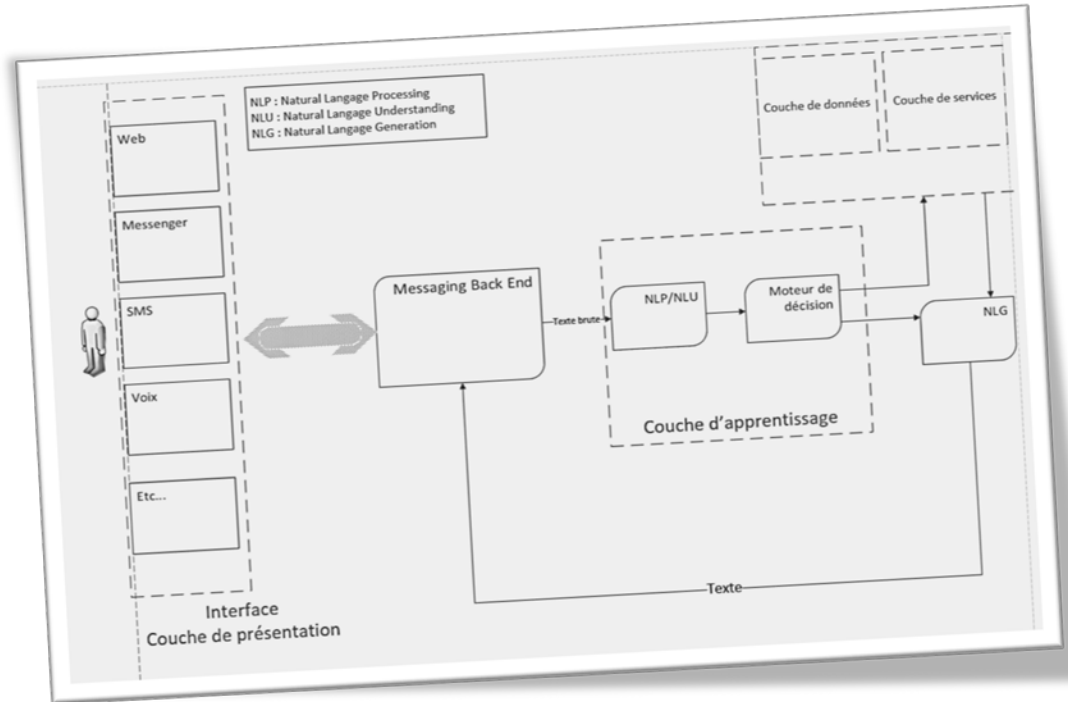 NLP : Natural Langage Processing
NLU : Natural Langage Understanding
NLG : Natural Langage Generation
Couche de données
Couche de services
Web
Messenger
SMS
Voix
Etc...
Interface
Couche de présentation
Messaging Back End
Texte brute
NLP/NLU
Moteur de
décision
NLG
Couche d'apprentissage
Texte